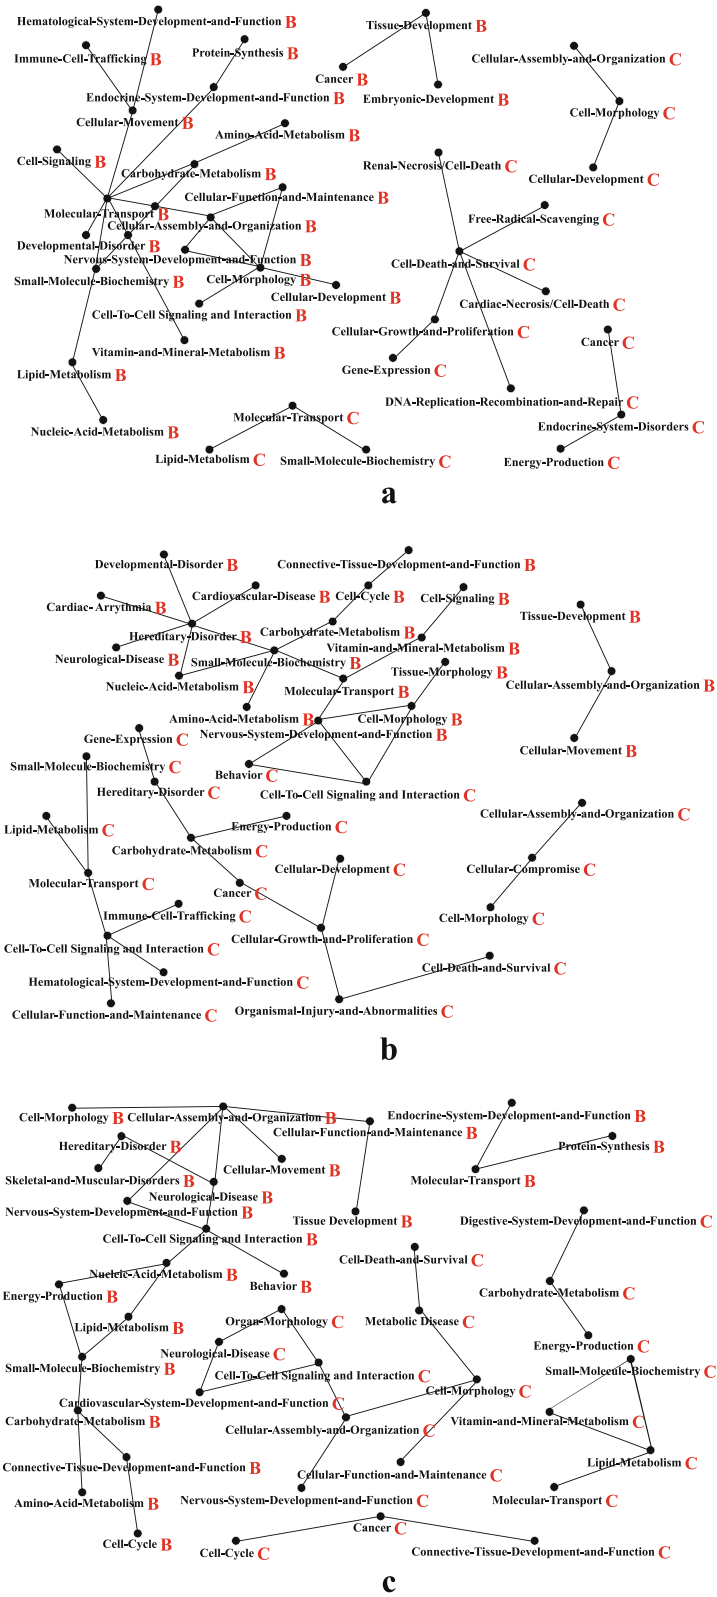 Hematological-System-Development-and-Function B
Tissue-Development B
Immune-Cell-Trafficking B
Protein-Synthesis B
Cellular-Assembly-and-Organization C
Cancer B
Endocrine-System-Development-and-Function B
Embryonic-Development B
Cellular-Movement B
Cell-Morphology C
Amino-Acid-Metabolism B
Cell-Signaling B
Renal-Necrosis/Cell-Death C
Carbohydrate-Metabolism B
Cellular-Development C
Cellular-Function-and-Maintenance B
Molecular-Transport B
Free-Radical-Scavenging C
Cellular-Assembly-and-Organization B
Developmental-Disorder B
Nervous-System-Development-and-Function B
Cell-Death-and-Survival C
Small-Molecule-Biochemistry B
Cell-Morphology B
Cellular-Development B
Cardiac-Necrosis/Cell-Death C
Cell-To-Cell Signaling and Interaction B
Cellular-Growth-and-Proliferation C
Cancer C
Vitamin-and-Mineral-Metabolism B
Lipid-Metabolism B
Gene-Expression C
DNA-Replication-Recombination-and-Repair C
Molecular-Transport C
Nucleic-Acid-Metabolism B
Endocrine-System-Disorders C
Lipid-Metabolism C
Small-Molecule-Biochemistry C
Energy-Production C
a
Developmental-Disorder B
Connective-Tissue-Development-and-Function B
Cardiovascular-Disease B
Cell-Cycle B
Cell-Signaling B
Cardiac-Arrythmia B
Tissue-Development B
Hereditary-Disorder B
Carbohydrate-Metabolism B
Vitamin-and-Mineral-Metabolism B
Neurological-Disease B
Small-Molecule-Biochemistry B
Tissue-Morphology B
Nucleic-Acid-Metabolism B
Molecular-Transport B
Cellular-Assembly-and-Organization B
Amino-Acid-Metabolism B
Cell-Morphology B
Nervous-System-Development-and-Function B
Gene-Expression C
Cellular-Movement B
Small-Molecule-Biochemistry C
Behavior C
Hereditary-Disorder C
Cell-To-Cell Signaling and Interaction C
Cellular-Assembly-and-Organization C
Lipid-Metabolism C
Energy-Production C
Carbohydrate-Metabolism C
Cellular-Development C
Cellular-Compromise C
Molecular-Transport C
Cancer C
Immune-Cell-Trafficking C
Cell-Morphology C
Cellular-Growth-and-Proliferation C
Cell-To-Cell Signaling and Interaction C
Cell-Death-and-Survival C
Hematological-System-Development-and-Function C
Cellular-Function-and-Maintenance C
Organismal-Injury-and-Abnormalities C
b
Cell-Morphology B
Cellular-Assembly-and-Organization B
Endocrine-System-Development-and-Function B
Cellular-Function-and-Maintenance B
Hereditary-Disorder B
Protein-Synthesis B
Cellular-Movement B
Skeletal-and-Muscular-Disorders B
Molecular-Transport B
Neurological-Disease B
Nervous-System-Development-and-Function B
Tissue Development B
Digestive-System-Development-and-Function C
Cell-To-Cell Signaling and Interaction B
Cell-Death-and-Survival C
Nucleic-Acid-Metabolism B
Behavior B
Energy-Production B
Carbohydrate-Metabolism C
Organ-Morphology C
Metabolic Disease C
Lipid-Metabolism B
Energy-Production C
Neurological-Disease C
Small-Molecule-Biochemistry B
Cell-To-Cell Signaling and Interaction C
Small-Molecule-Biochemistry C
Cell-Morphology C
Cardiovascular-System-Development-and-Function C
Carbohydrate-Metabolism B
Cellular-Assembly-and-Organization C
Vitamin-and-Mineral-Metabolism C
Connective-Tissue-Development-and-Function B
Lipid-Metabolism C
Cellular-Function-and-Maintenance C
Amino-Acid-Metabolism B
Nervous-System-Development-and-Function C
Molecular-Transport C
Cancer C
Cell-Cycle B
Cell-Cycle C
Connective-Tissue-Development-and-Function C
c